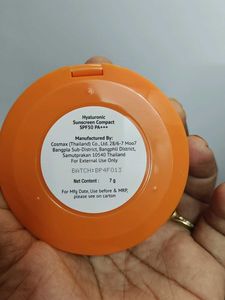 Hyaluronic
Sunscreen Compact
SPF50 PA+++
Manufactured By:
Cosmax (Thailand) Co., Ltd. 28/6-7 Moo7
Bangpla Sub-District, Bangphli District,
Samutprakan 10540 Thailand
For External Use Only
BATCH:BP4F013
Net Content : 7 g
For Mfg Date, Use before & MRP,
please see on carton